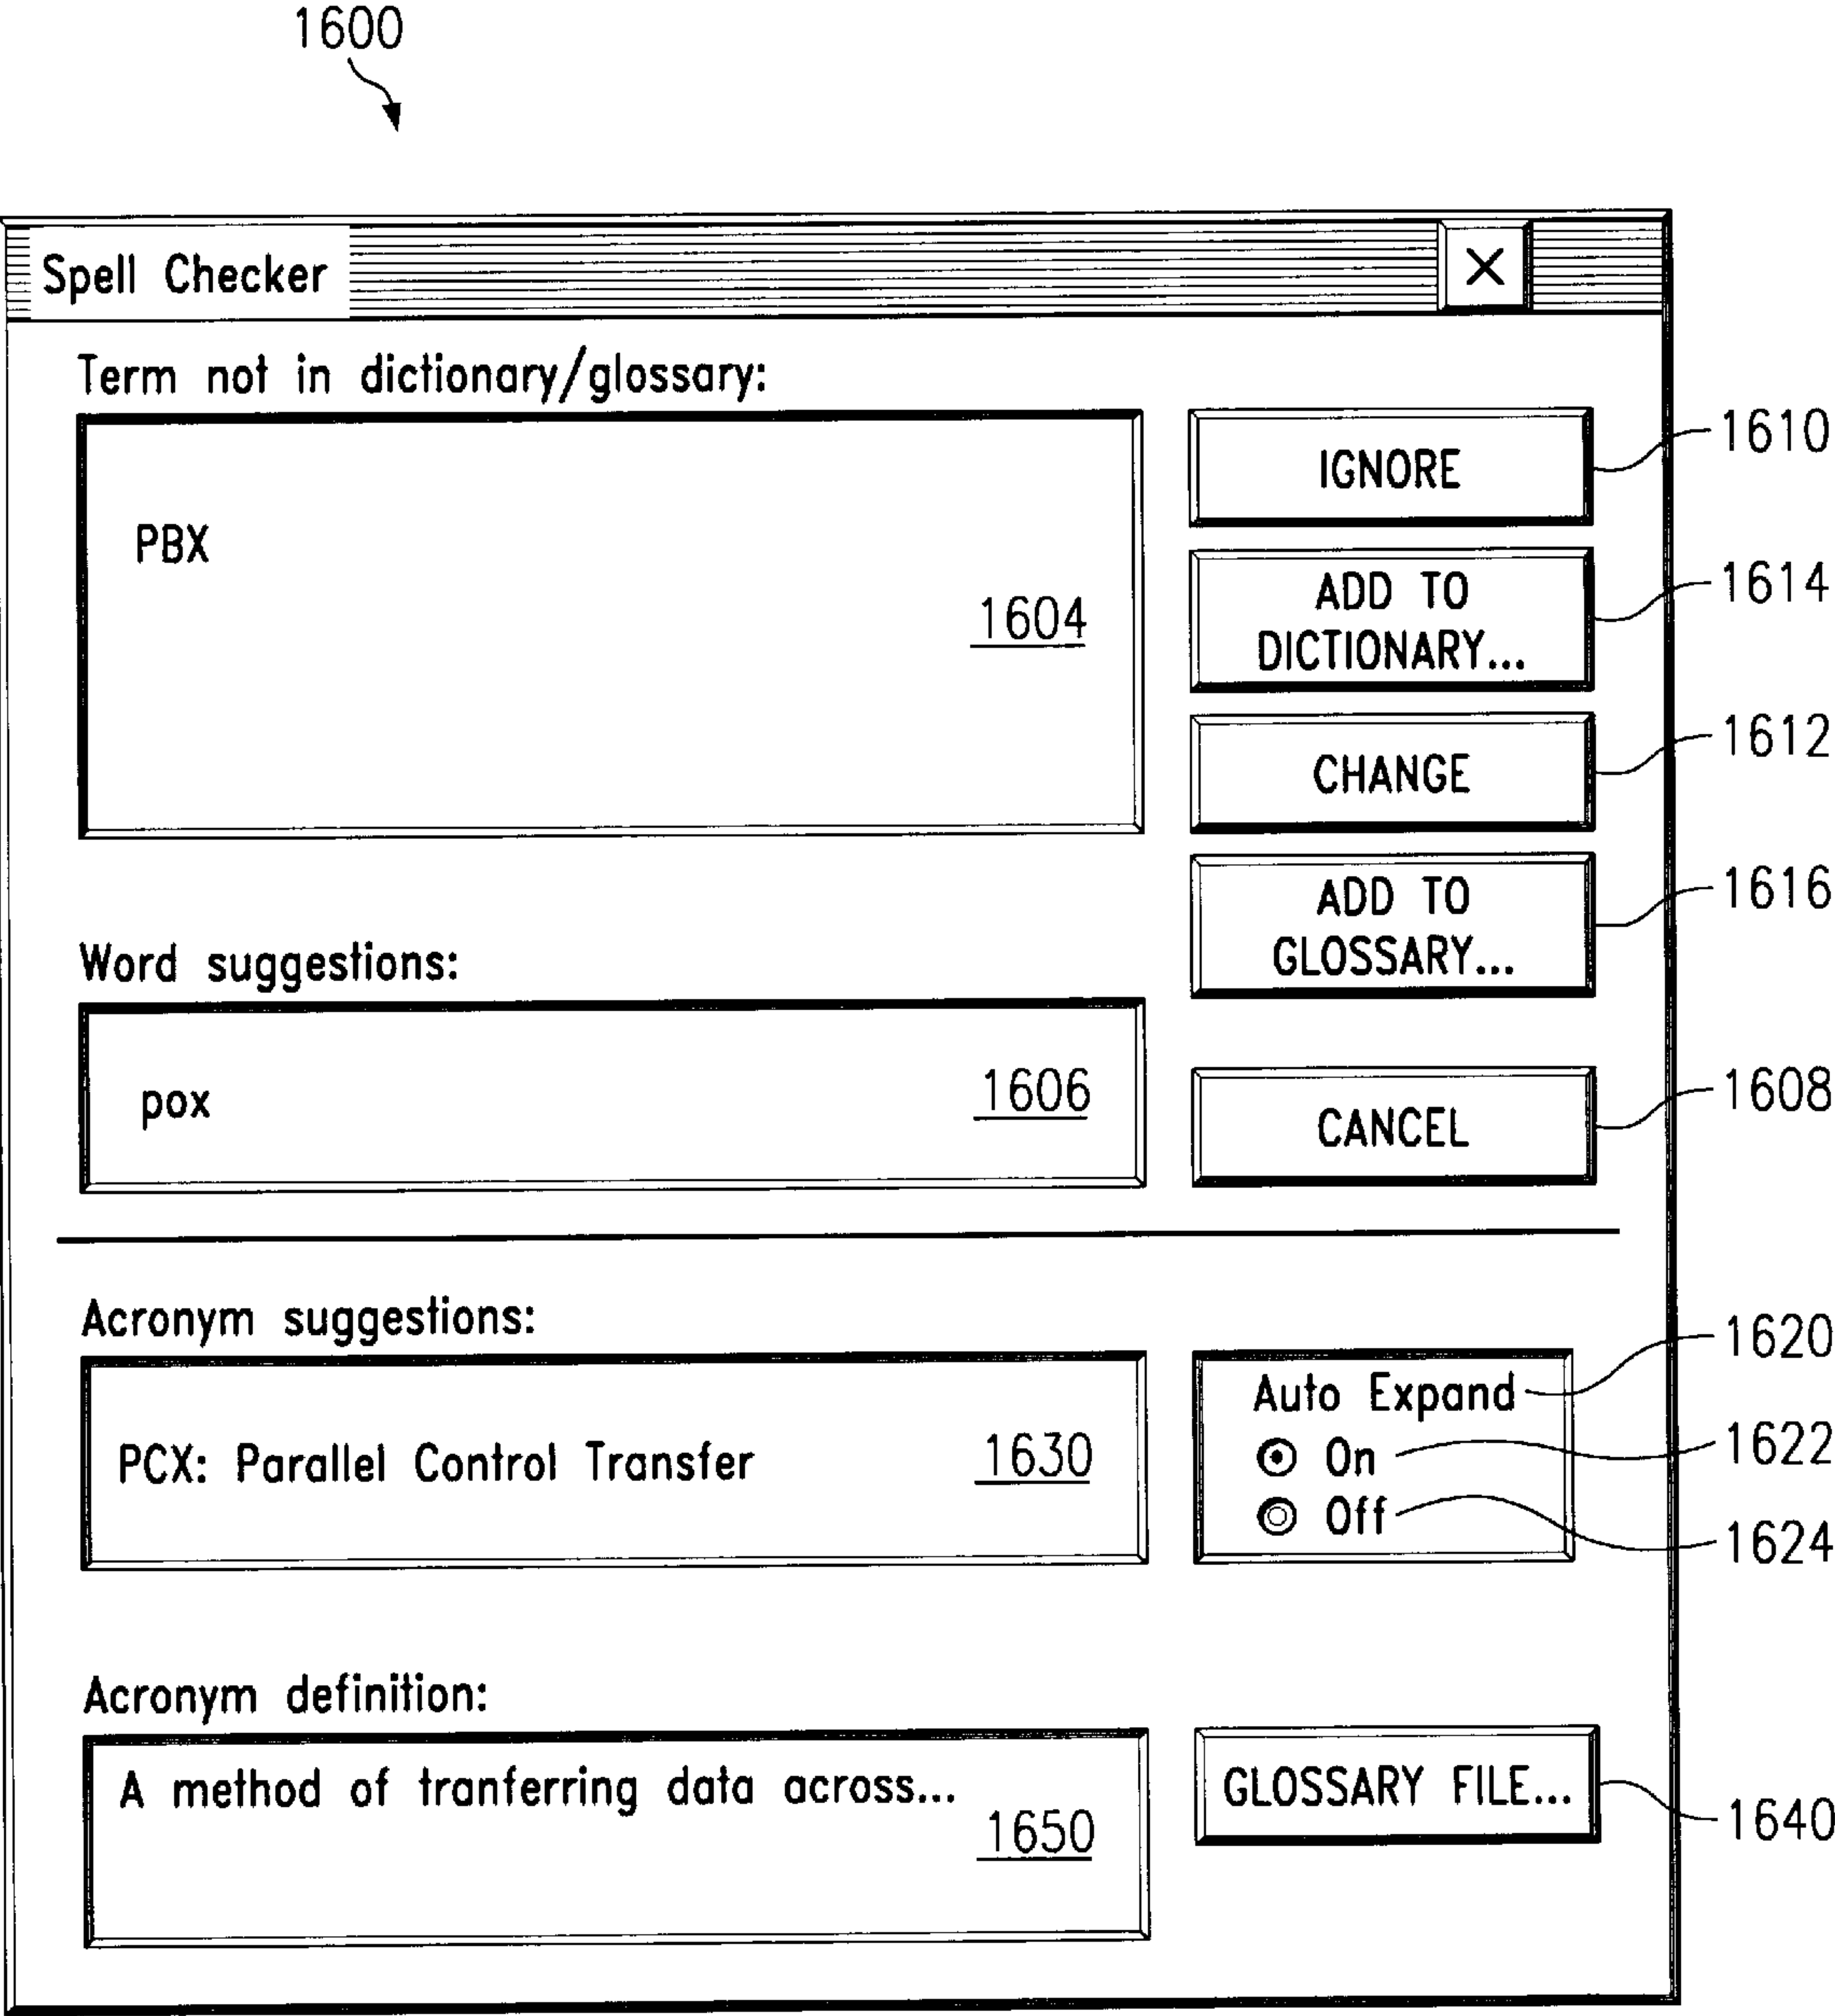 1600
Spell Checker
X
Term not in dictionary/glossary:
PBX
1604
IGNORE
1610
ADD TO
DICTIONARY...
1614
CHANGE
1612
ADD TO
GLOSSARY...
1616
Word suggestions:
pox
1606
CANCEL
1608
Acronym suggestions:
PCX: Parallel Control Transfer
1630
Auto Expand
1620
On
1622
Off
1624
Acronym definition:
A method of tranferring data across...
1650
GLOSSARY FILE...
1640